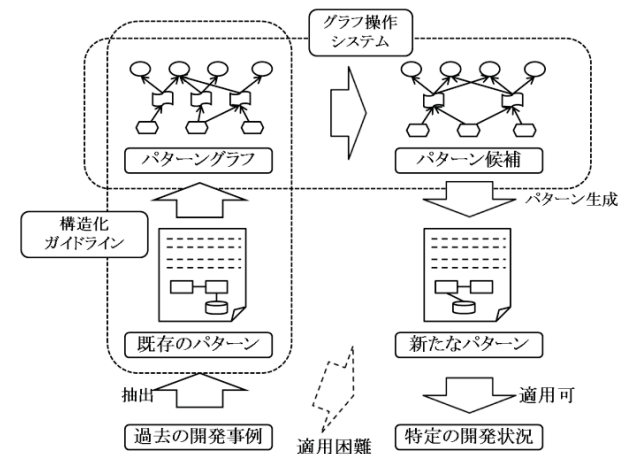 グラフ操作
システム
パターングラフ
パターン候補
パターン生成
構造化
ガイドライン
既存のパターン
新たなパターン
抽出
適用可
過去の開発事例
適用困難
特定の開発状況